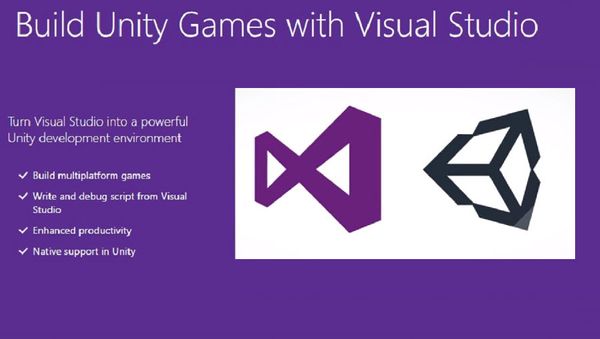 Build Unity Games with Visual Studio
Turn Visual Studio into a powerful
Unity development environment
Build multiplatform games
Write and debug script from Visual
Studio
Enhanced productivity
Native support in Unity